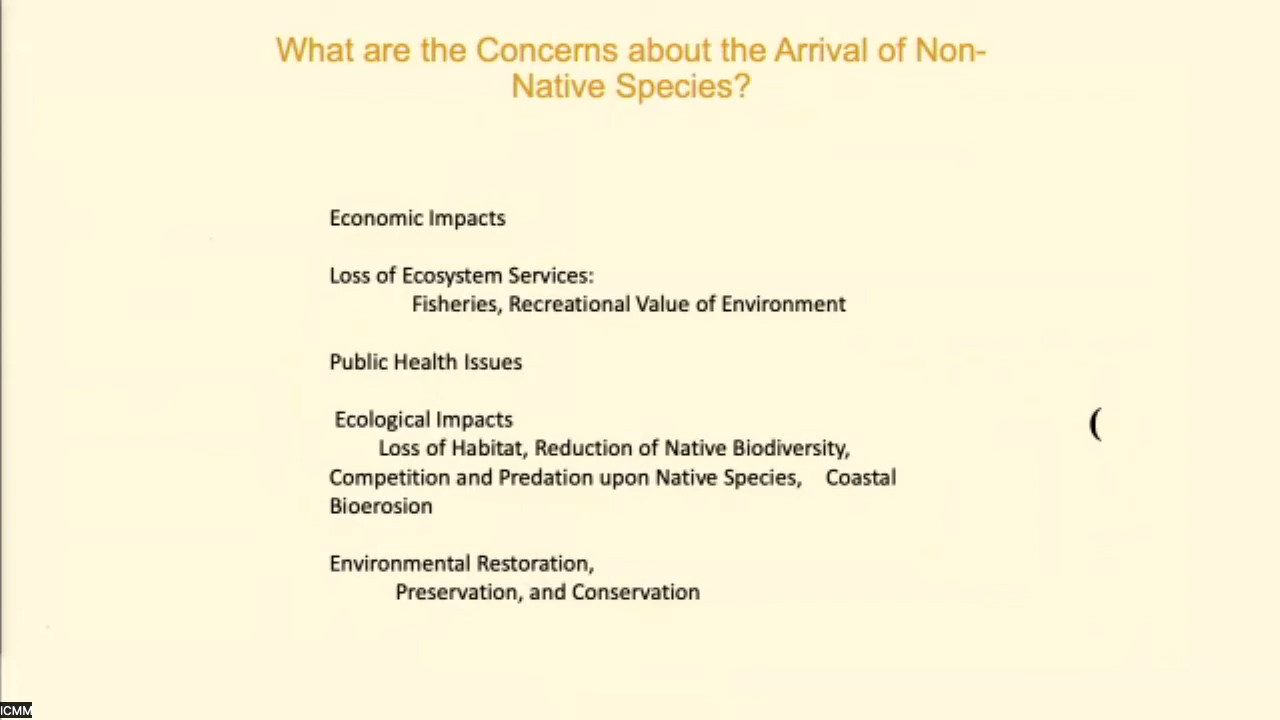 What are the Concerns about the Arrival of Non-
Native Species?
Economic Impacts
Loss of Ecosystem Services:
Fisheries, Recreational Value of Environment
Public Health Issues
Ecological Impacts
(
Loss of Habitat, Reduction of Native Biodiversity,
Competition and Predation upon Native Species, Coastal
Bioerosion
Environmental Restoration,
Preservation, and Conservation
ICMM